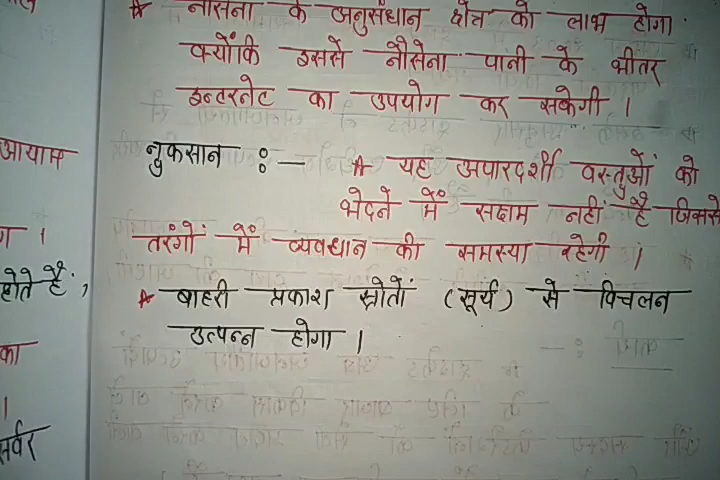 आयाम
ग ।
होते हैं,
का
।
सर्वर
★ नौसेना के अनुसंधान क्षेत्र को लाभ होगा
क्योंकि इससे नौसेना पानी के भीतर
इन्टरनेट का उपयोग कर सकेगी ।
नुकसान :— ★ यह अपारदर्शी वस्तुओं को
भेदने में सक्षम नहीं है जिससे
तरंगों में व्यवधान की समस्या रहेगी ।
★ बाहरी प्रकाश स्रोतों (सूर्य) से विचलन
उत्पन्न होगा ।